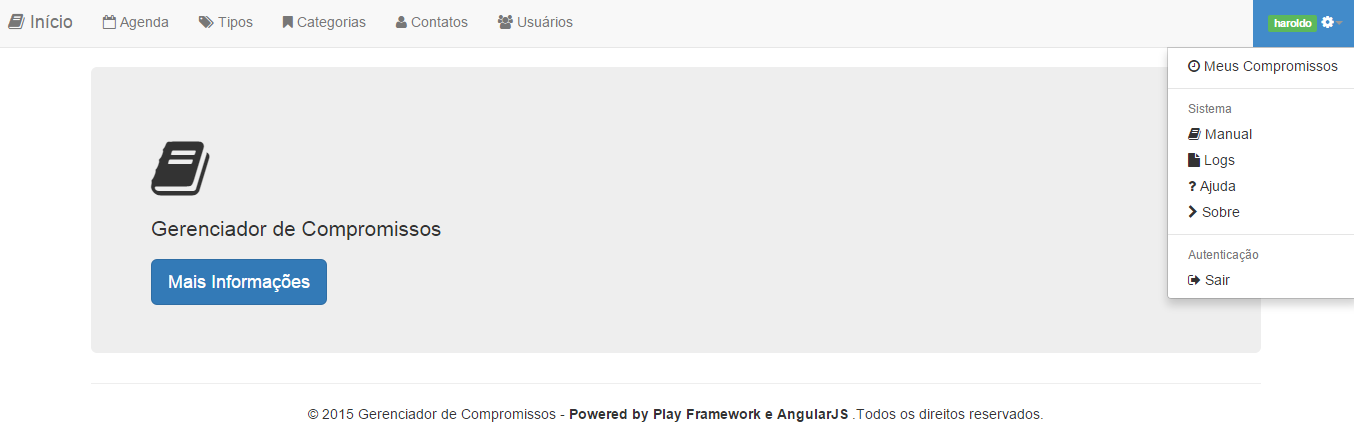 Início Agenda Tipos Categorias Contatos Usuários haroldo
Meus Compromissos
Sistema
Manual
Logs
? Ajuda
Sobre
Autenticação
Sair
Gerenciador de Compromissos
Mais Informações
© 2015 Gerenciador de Compromissos - Powered by Play Framework e AngularJS .Todos os direitos reservados.